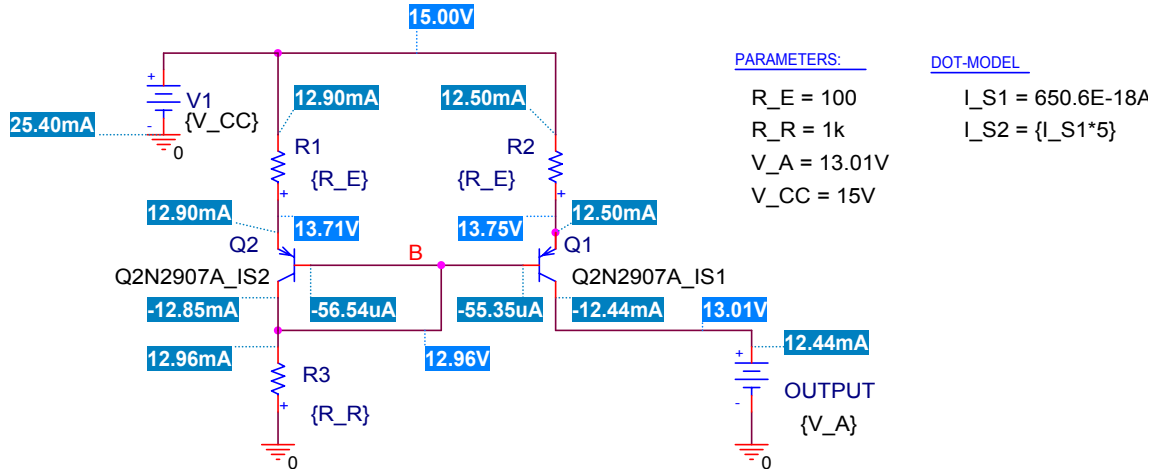 15.00V
PARAMETERS:
DOT-MODEL
+
V1
-
{V_CC}
0
25.40mA
12.90mA
12.50mA
R_E = 100
I_S1 = 650.6E-18A
R_R = 1k
I_S2 = {I_S1*5}
V_A = 13.01V
V_CC = 15V
R1
R2
{R_E}
{R_E}
+
+
12.90mA
13.71V
13.75V
12.50mA
Q2
B
Q1
Q2N2907A_IS2
Q2N2907A_IS1
-12.85mA
-56.54uA
-55.35uA
-12.44mA
13.01V
12.96mA
12.96V
12.44mA
R3
+
{R_R}
0
+
OUTPUT
-
{V_A}
0